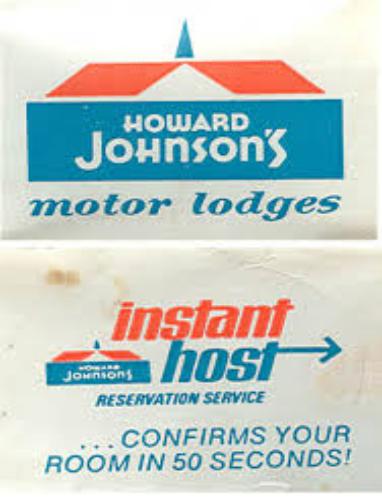 HOWARD
JOHNSON'S
motor lodges
instant
HOWARD
JOHNSON'S
host
RESERVATION SERVICE
...CONFIRMS YOUR
ROOM IN 50 SECONDS!